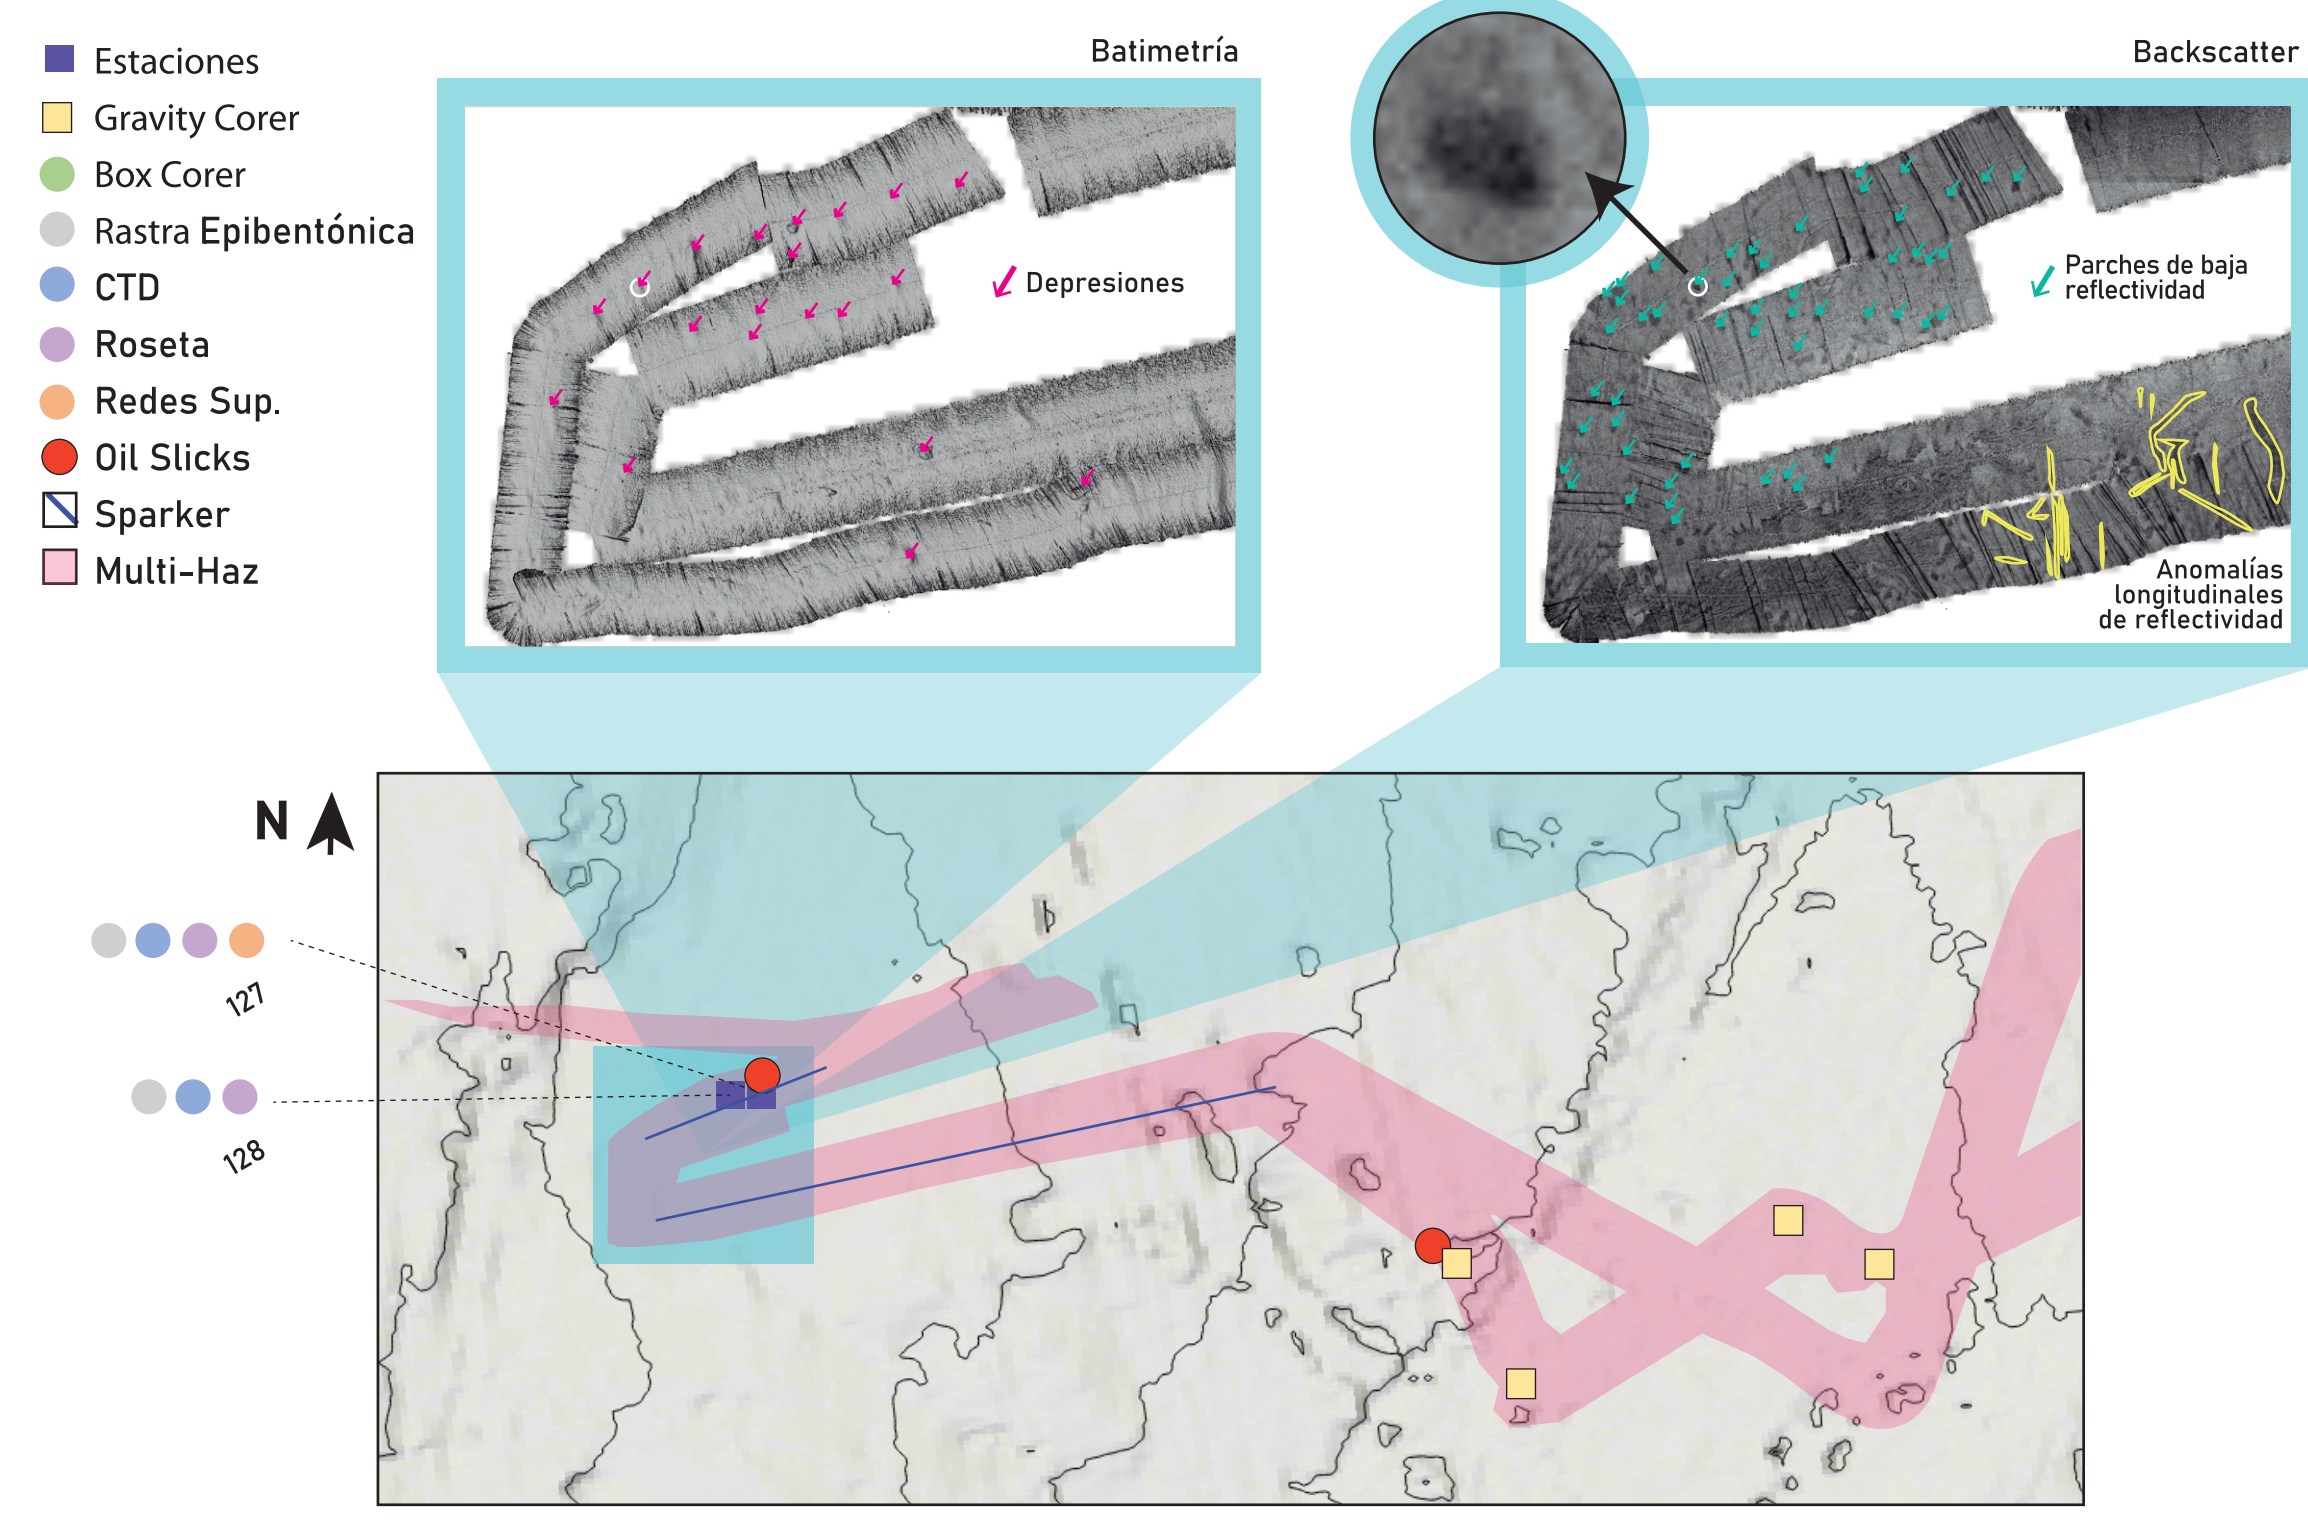 Estaciones
Gravity Corer
Box Corer
Rastra Epibentónica
CTD
Roseta
Redes Sup.
Oil Slicks
Sparker
Multi-Haz
Batimetría
Depresiones
Backscatter
Parches de baja
reflectividad
Anomalías
longitudinales
de reflectividad
N
127
128